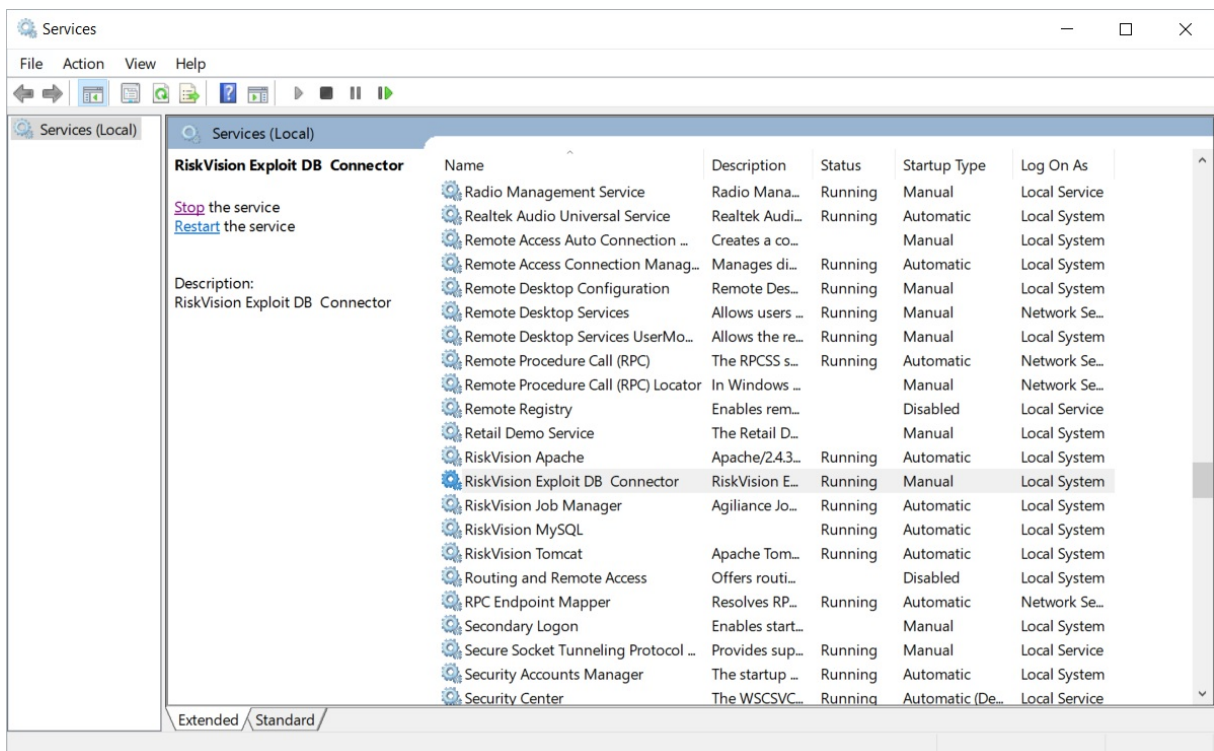 Services
File Action View Help
Services (Local)
Services (Local)
RiskVision Exploit DB  Connector
Stop the service
Restart the service
Description:
RiskVision Exploit DB  Connector
Name Description Status Startup Type Log On As
Radio Management Service Radio Mana... Running Manual Local Service
Realtek Audio Universal Service Realtek Audi... Running Automatic Local System
Remote Access Auto Connection ... Creates a co... Manual Local System
Remote Access Connection Manag... Manages di... Running Automatic Local System
Remote Desktop Configuration Remote Des... Running Manual Local System
Remote Desktop Services Allows users ... Running Manual Network Se...
Remote Desktop Services UserMo... Allows the re... Running Manual Local System
Remote Procedure Call (RPC) The RPCSS s... Running Automatic Network Se...
Remote Procedure Call (RPC) Locator In Windows ... Manual Network Se...
Remote Registry Enables rem... Disabled Local Service
Retail Demo Service The Retail D... Manual Local System
RiskVision Apache Apache/2.4.3... Running Automatic Local System
RiskVision Exploit DB  Connector RiskVision E... Running Manual Local System
RiskVision Job Manager Agiliance Jo... Running Automatic Local System
RiskVision MySQL Running Automatic Local System
RiskVision Tomcat Apache Tom... Running Automatic Local System
Routing and Remote Access Offers routi... Disabled Local System
RPC Endpoint Mapper Resolves RP... Running Automatic Network Se...
Secondary Logon Enables start... Manual Local System
Secure Socket Tunneling Protocol ... Provides sup... Running Manual Local Service
Security Accounts Manager The startup ... Running Automatic Local System
Security Center The WSCSVC... Running Automatic (De... Local Service
Extended Standard